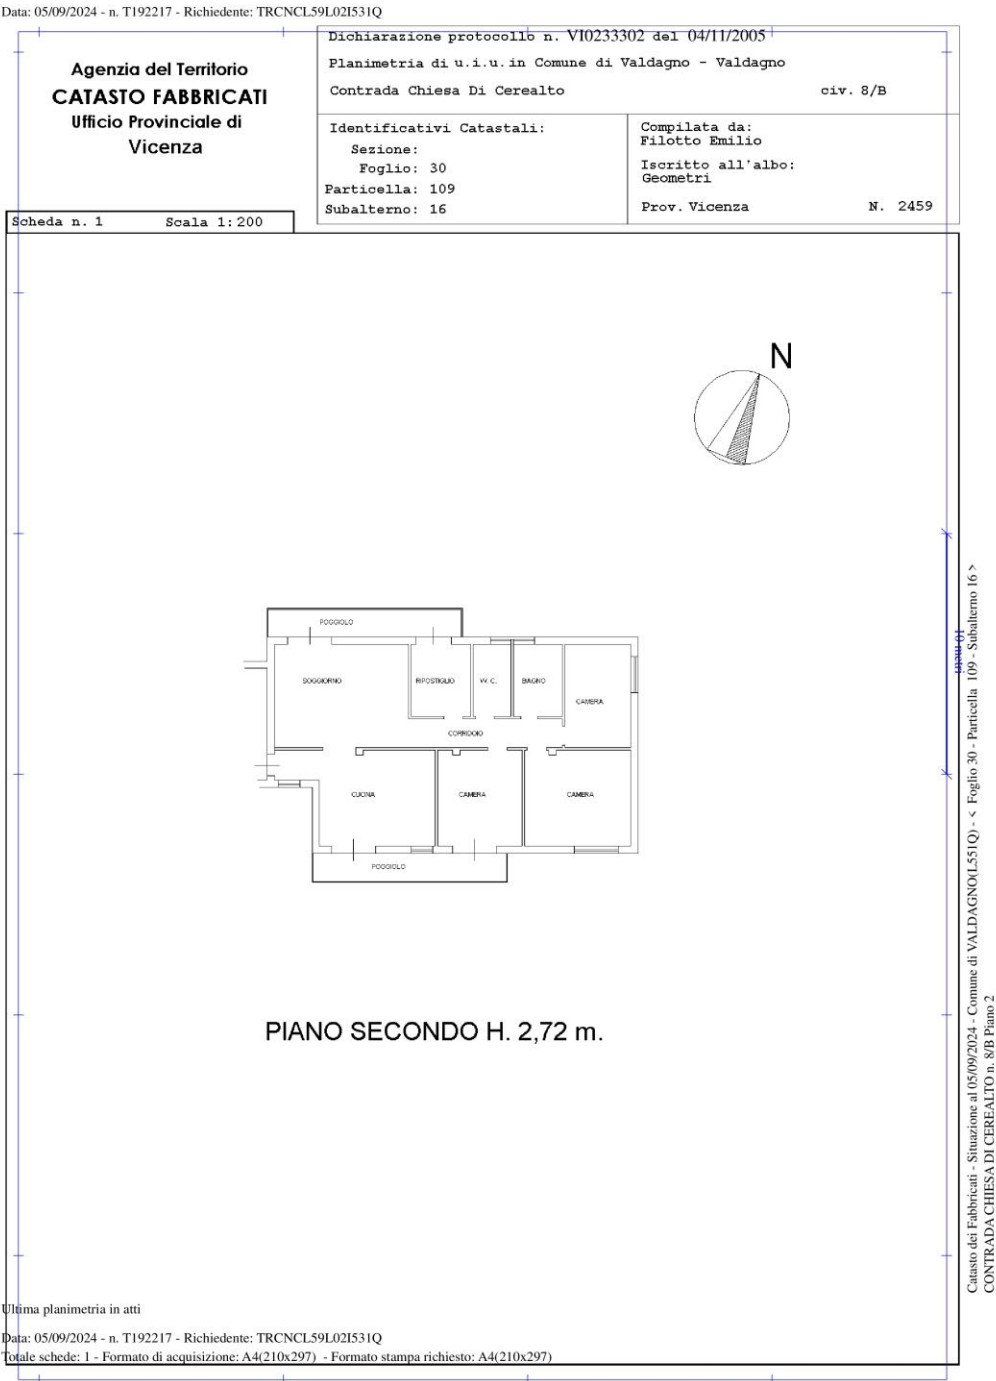 Data: 05/09/2024 - n. T192217 - Richiedente: TRCNCL59L02I531Q
Agenzia del Territorio
CATASTO FABBRICATI
Ufficio Provinciale di
Vicenza
Dichiarazione protocollo n. VI0233302 del 04/11/2005
Planimetria di u.i.u. in Comune di Valdagno - Valdagno
Contrada Chiesa Di Cerealto civ. 8/B
Identificativi Catastali:
Sezione:
Foglio: 30
Particella: 109
Subalterno: 16
Compilata da:
Filotto Emilio
Iscritto all'albo:
Geometri
Prov. Vicenza N. 2459
Scheda n. 1 Scala 1:200
N
POGGIOLO
SOGGIORNO
RIPOSTIGLIO
W.C.
BAGNO
CAMERA
CORRIDOIO
CUCINA
CAMERA
CAMERA
POGGIOLO
PIANO SECONDO H. 2,72 m.
10 metri
Catasto dei Fabbricati - Situazione al 05/09/2024 - Comune di VALDAGNO(L551Q) - < Foglio 30 - Particella 109 - Subalterno 16 >
CONTRADA CHIESA DI CEREALTO n. 8/B Piano 2
Ultima planimetria in atti
Data: 05/09/2024 - n. T192217 - Richiedente: TRCNCL59L02I531Q
Totale schede: 1 - Formato di acquisizione: A4(210x297) - Formato stampa richiesto: A4(210x297)